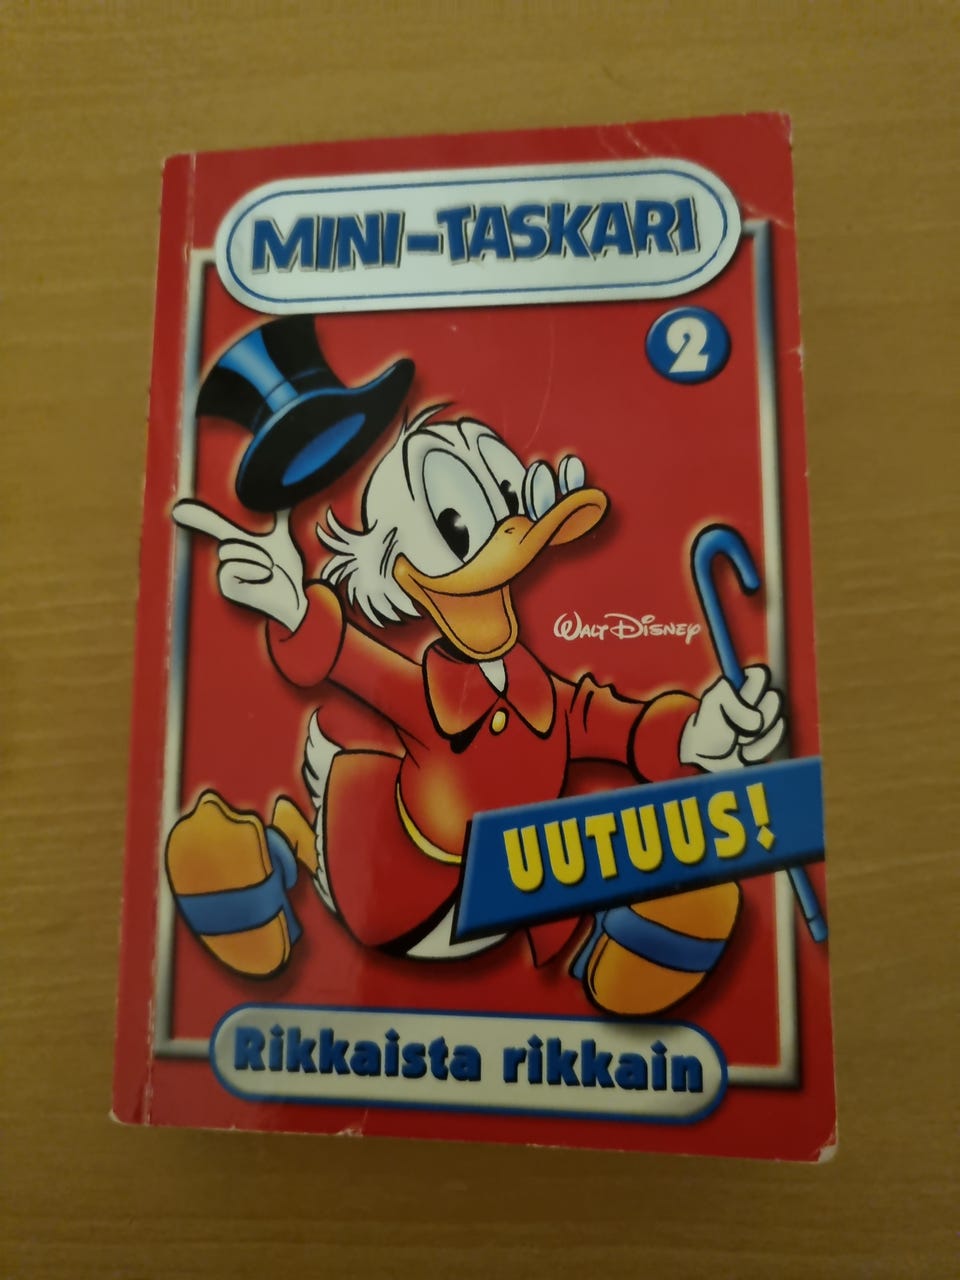 MINI-TASKARI
2
WALT DISNEY
UUTUUS!
Rikkaista rikkain